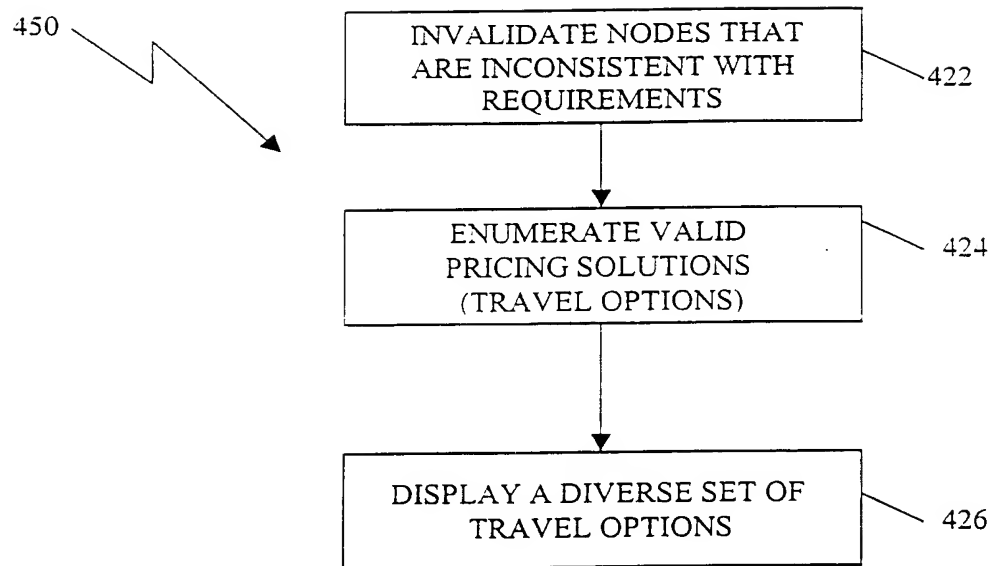 450
INVALIDATE NODES THAT
ARE INCONSISTENT WITH
REQUIREMENTS
422
ENUMERATE VALID
PRICING SOLUTIONS
(TRAVEL OPTIONS)
424
DISPLAY A DIVERSE SET OF
TRAVEL OPTIONS
426